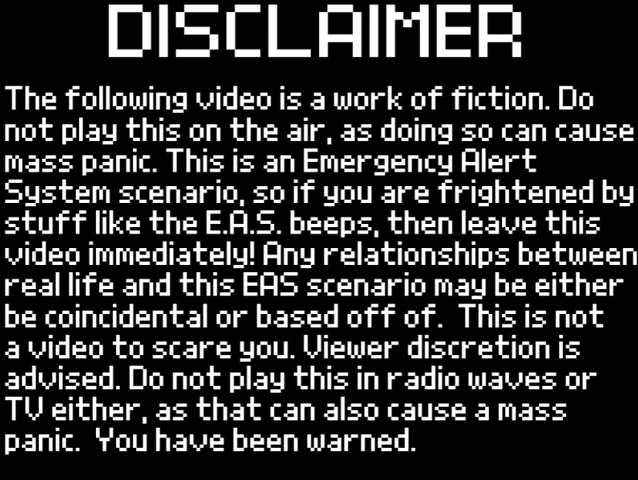 DISCLAIMER
The following video is a work of fiction. Do
not play this on the air, as doing so can cause
mass panic. This is an Emergency Alert
System scenario, so if you are frightened by
stuff like the E.A.S. beeps, then leave this
video immediately! Any relationships between
real life and this EAS scenario may be either
be coincidental or based off of.  This is not
a video to scare you. Viewer discretion is
advised. Do not play this in radio waves or
TV either, as that can also cause a mass
panic.  You have been warned.